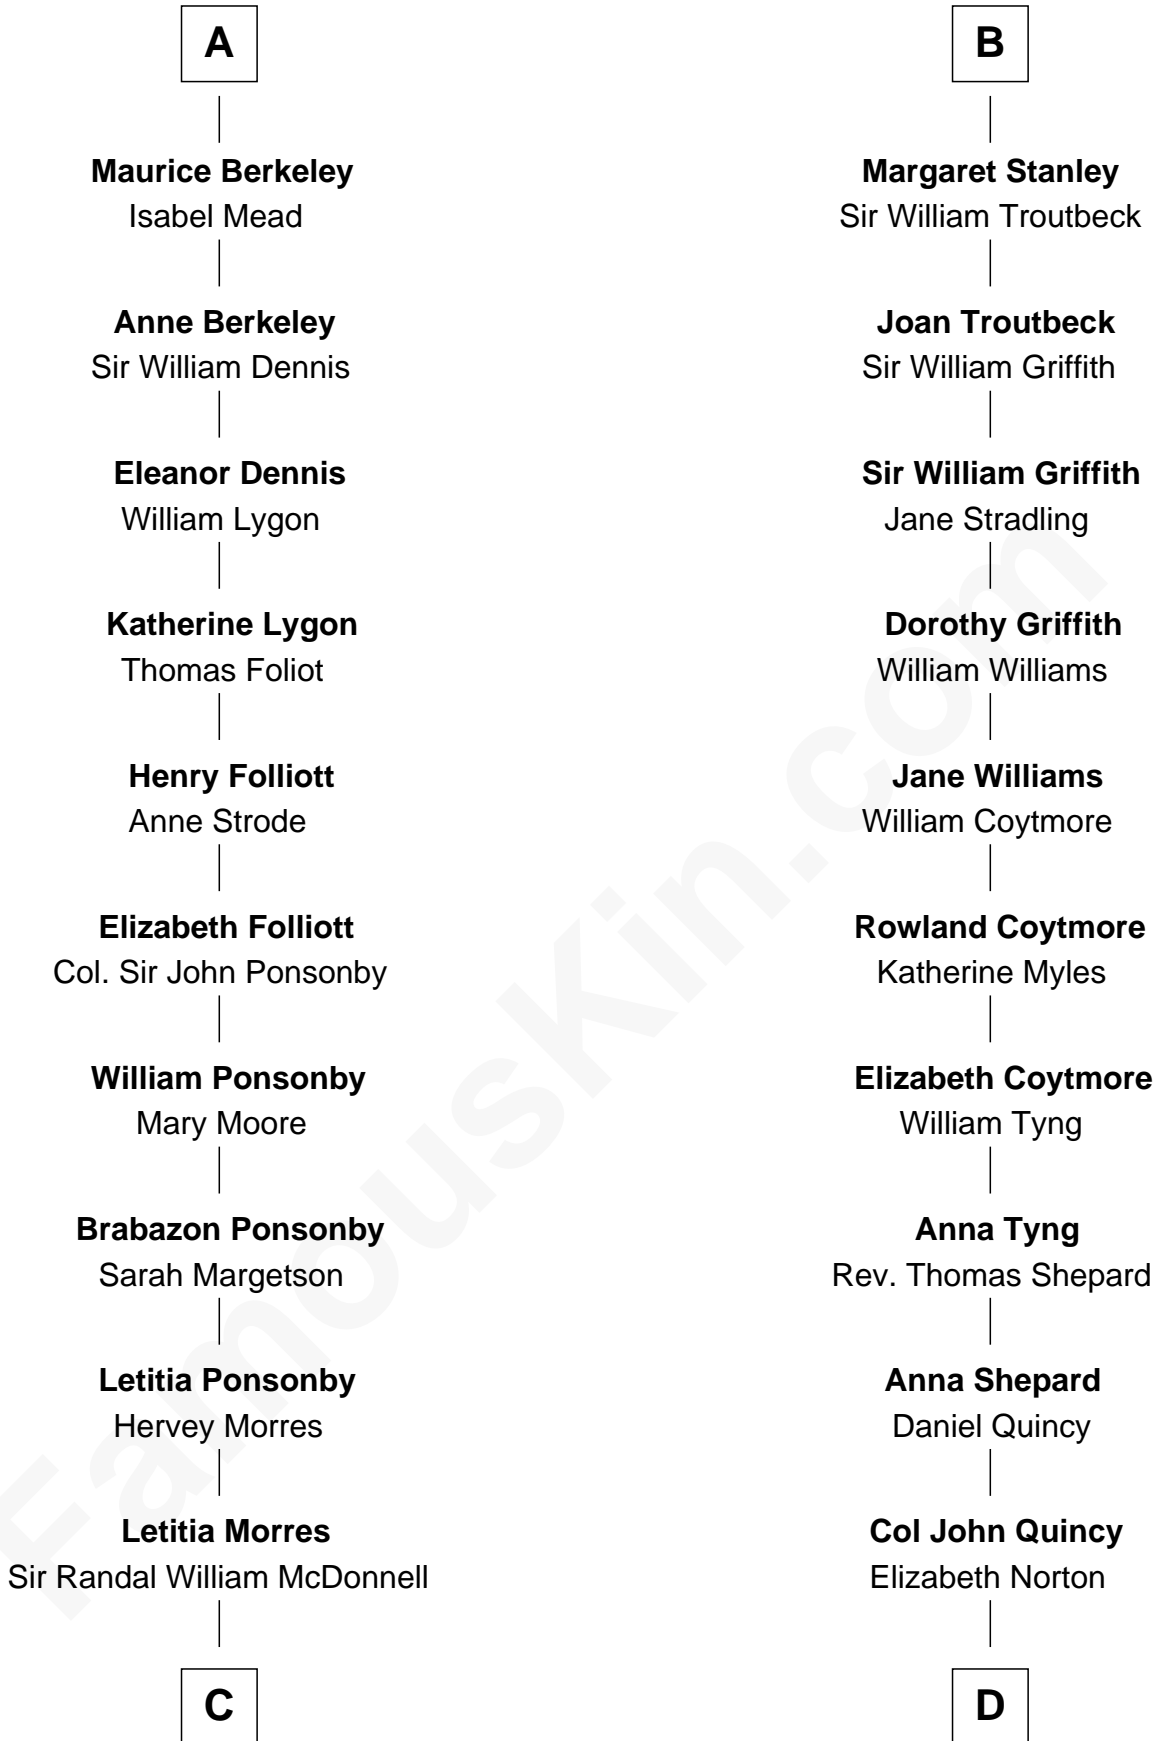 A
Maurice Berkeley
Isabel Mead
Anne Berkeley
Sir William Dennis
Eleanor Dennis
William Lygon
Katherine Lygon
Thomas Foliot
Henry Folliott
Anne Strode
Elizabeth Folliott
Col. Sir John Ponsonby
William Ponsonby
Mary Moore
Brabazon Ponsonby
Sarah Margetson
Letitia Ponsonby
Hervey Morres
Letitia Morres
Sir Randal William McDonnell
C
B
Margaret Stanley
Sir William Troutbeck
Joan Troutbeck
Sir William Griffith
Sir William Griffith
Jane Stradling
Dorothy Griffith
William Williams
Jane Williams
William Coytmore
Rowland Coytmore
Katherine Myles
Elizabeth Coytmore
William Tyng
Anna Tyng
Rev. Thomas Shepard
Anna Shepard
Daniel Quincy
Col John Quincy
Elizabeth Norton
D
FamousKin.com